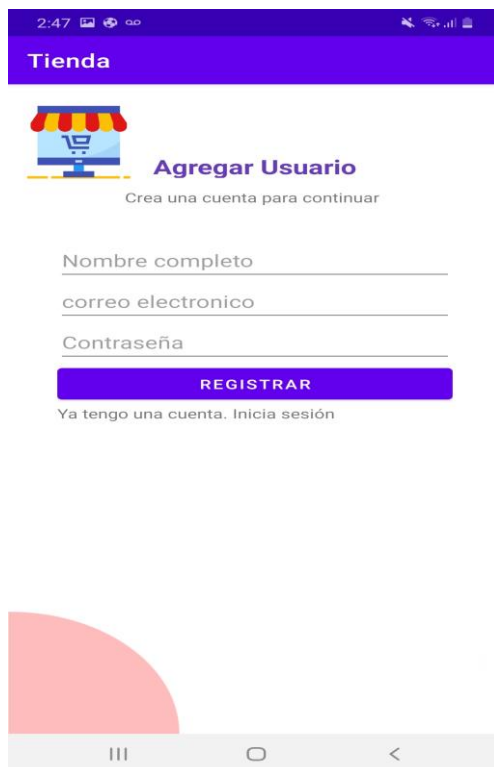 2:47
Tienda
Agregar Usuario
Crea una cuenta para continuar
Nombre completo
correo electronico
Contraseña
REGISTRAR
Ya tengo una cuenta. Inicia sesión